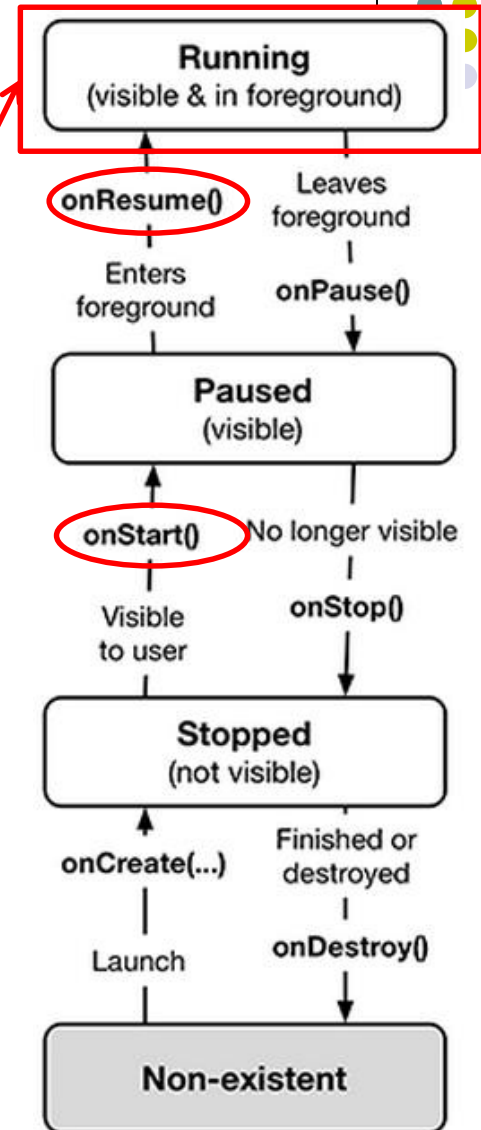 Running
(visible & in foreground)
onResume()
Leaves
foreground
Enters
foreground
onPause()
Paused
(visible)
onStart()
No longer visible
Visible
to user
onStop()
Stopped
(not visible)
onCreate(...)
Finished or
destroyed
Launch
onDestroy()
Non-existent